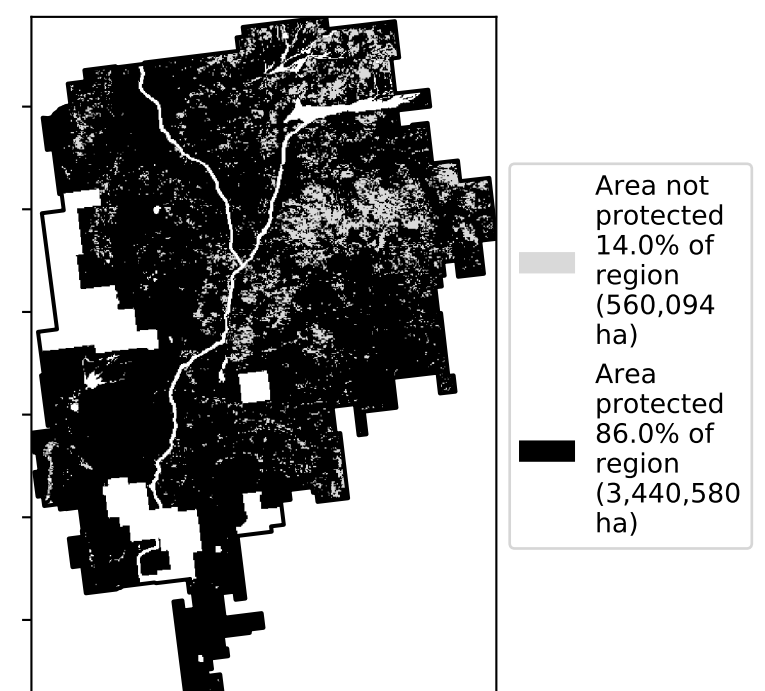 Area not
protected
14.0% of
region
(560,094
ha)
Area
protected
86.0% of
region
(3,440,580
ha)